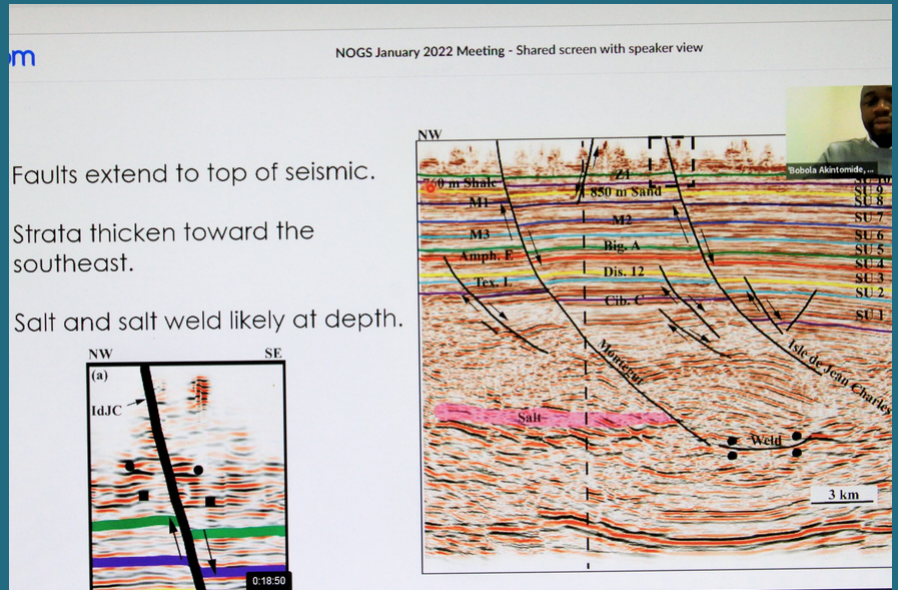 om
NOGS January 2022 Meeting - Shared screen with speaker view
Faults extend to top of seismic.
Strata thicken toward the
southeast.
Salt and salt weld likely at depth.
NW
SE
(a)
IdJC
0:18:50
NW
'Bobola Akintomide, ...
m Shale
850 m Sand
M1
M2
M3
Big. A
Amph. E
Dis. 12
Tex. L
Cib. C
SU 9
SU 8
SU 7
SU 6
SU 5
SU 4
SU 3
SU 2
SU 1
Montegut
Isle de Jean Charles
Salt
Weld
3 km